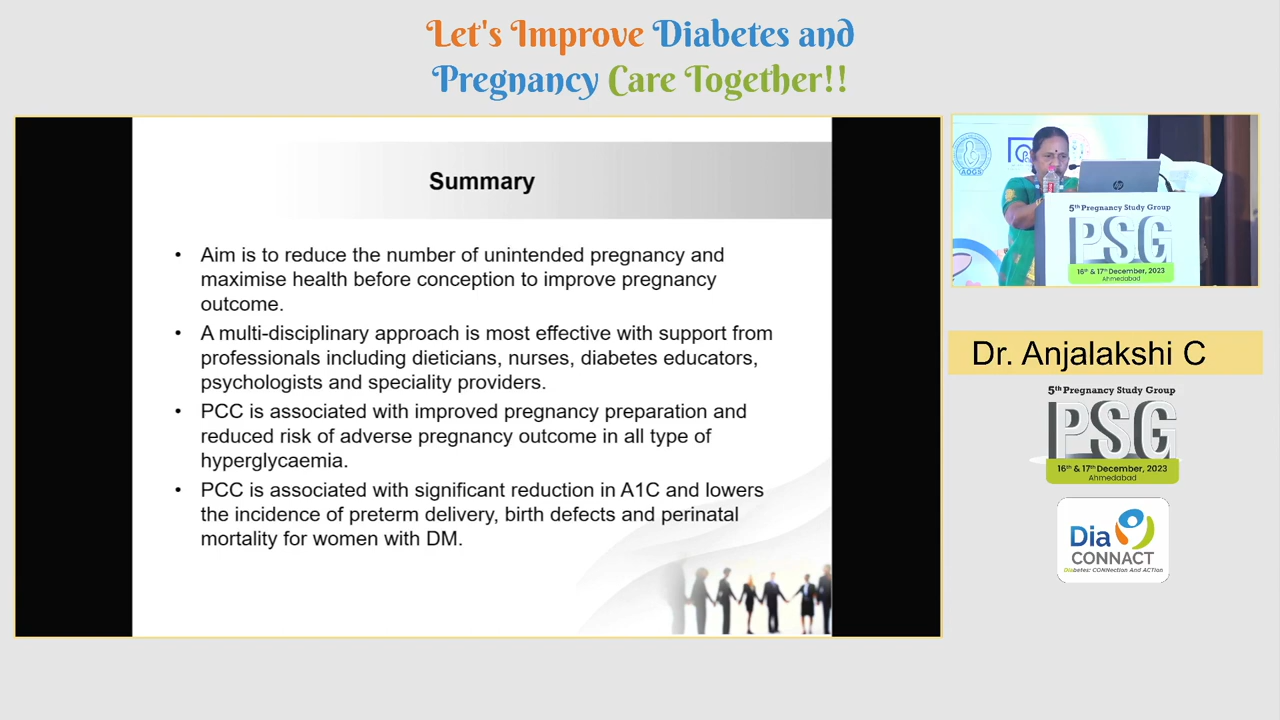 Let's Improve Diabetes and
Pregnancy Care Together!!
Summary
• Aim is to reduce the number of unintended pregnancy and
maximise health before conception to improve pregnancy
outcome.
• A multi-disciplinary approach is most effective with support from
professionals including dieticians, nurses, diabetes educators,
psychologists and speciality providers.
• PCC is associated with improved pregnancy preparation and
reduced risk of adverse pregnancy outcome in all type of
hyperglycaemia.
• PCC is associated with significant reduction in A1C and lowers
the incidence of preterm delivery, birth defects and perinatal
mortality for women with DM.
AOGS
hp
5th Pregnancy Study Group
PSG
16th & 17th December, 2023
Ahmedabad
Dr. Anjalakshi C
5th Pregnancy Study Group
PSG
16th & 17th December, 2023
Ahmedabad
Dia
CONNACT
Diabetes: CONNection And ACTion